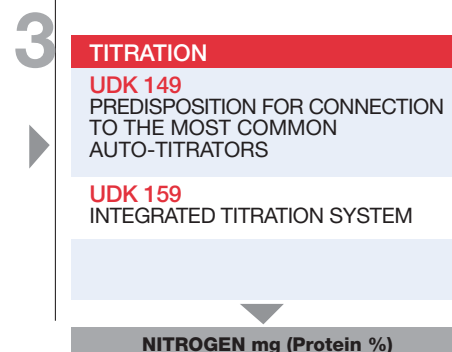 3
TITRATION
UDK 149
PREDISPOSITION FOR CONNECTION
TO THE MOST COMMON
AUTO-TITRATORS
UDK 159
INTEGRATED TITRATION SYSTEM
NITROGEN mg (Protein %)